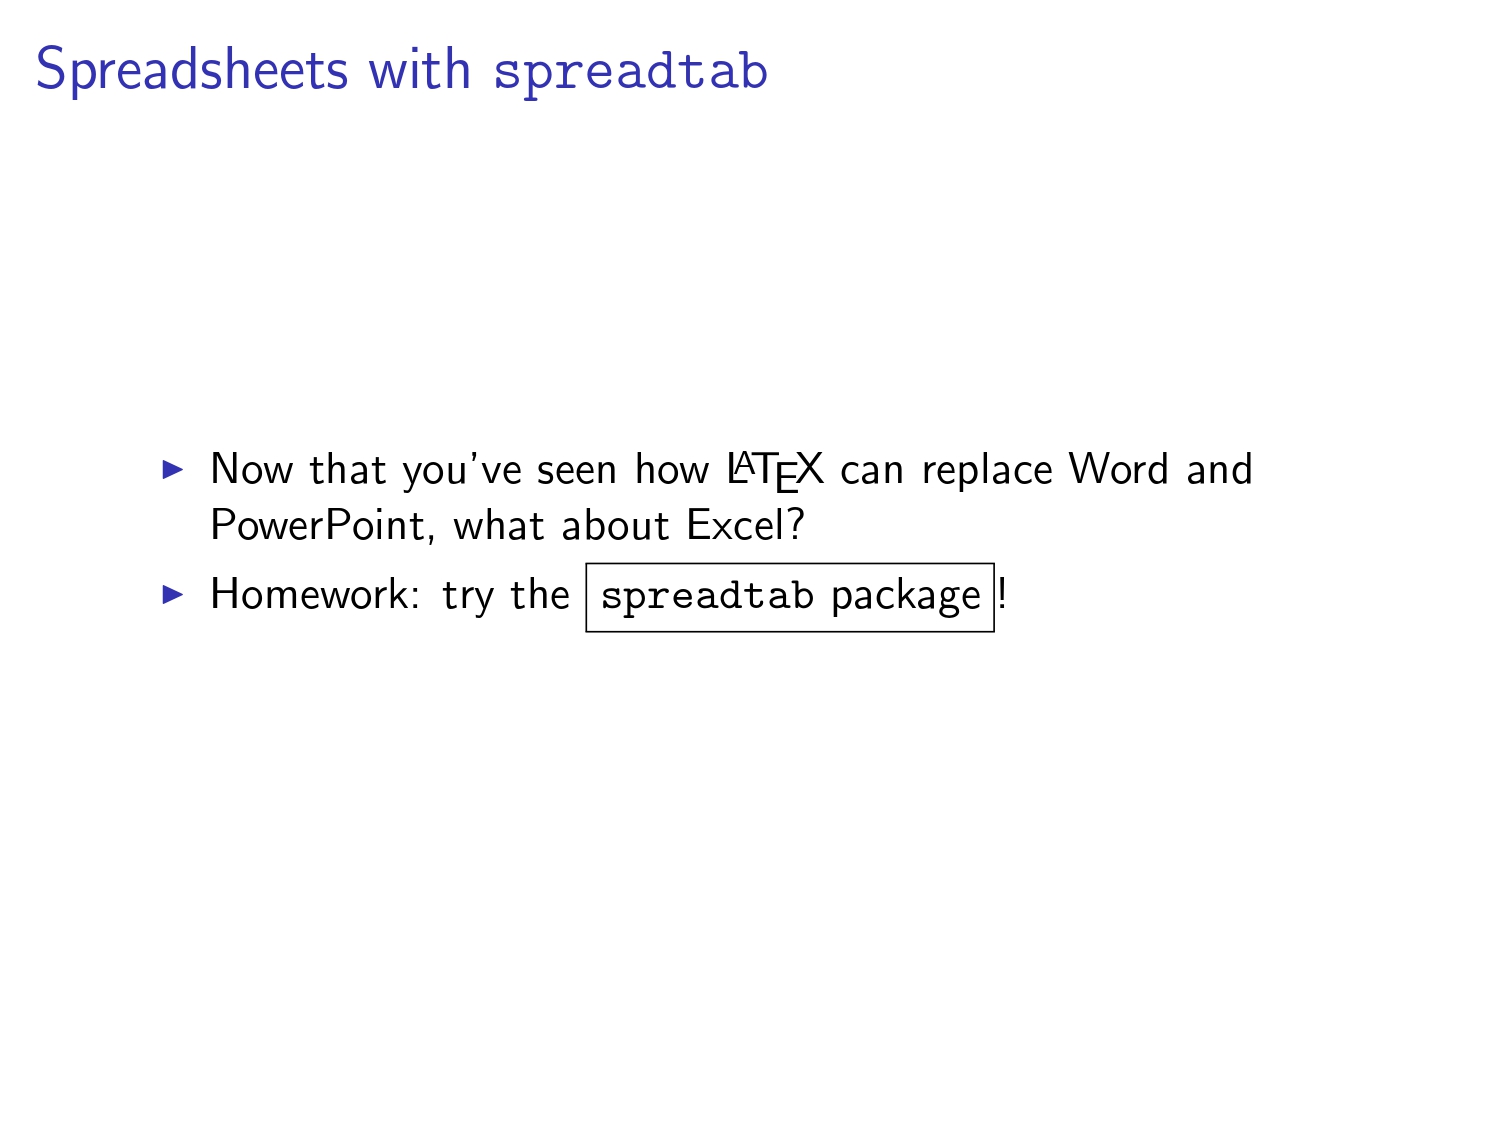 Spreadsheets with spreadtab
▶ Now that you've seen how LATEX can replace Word and
PowerPoint, what about Excel?
▶ Homework: try the spreadtab package!